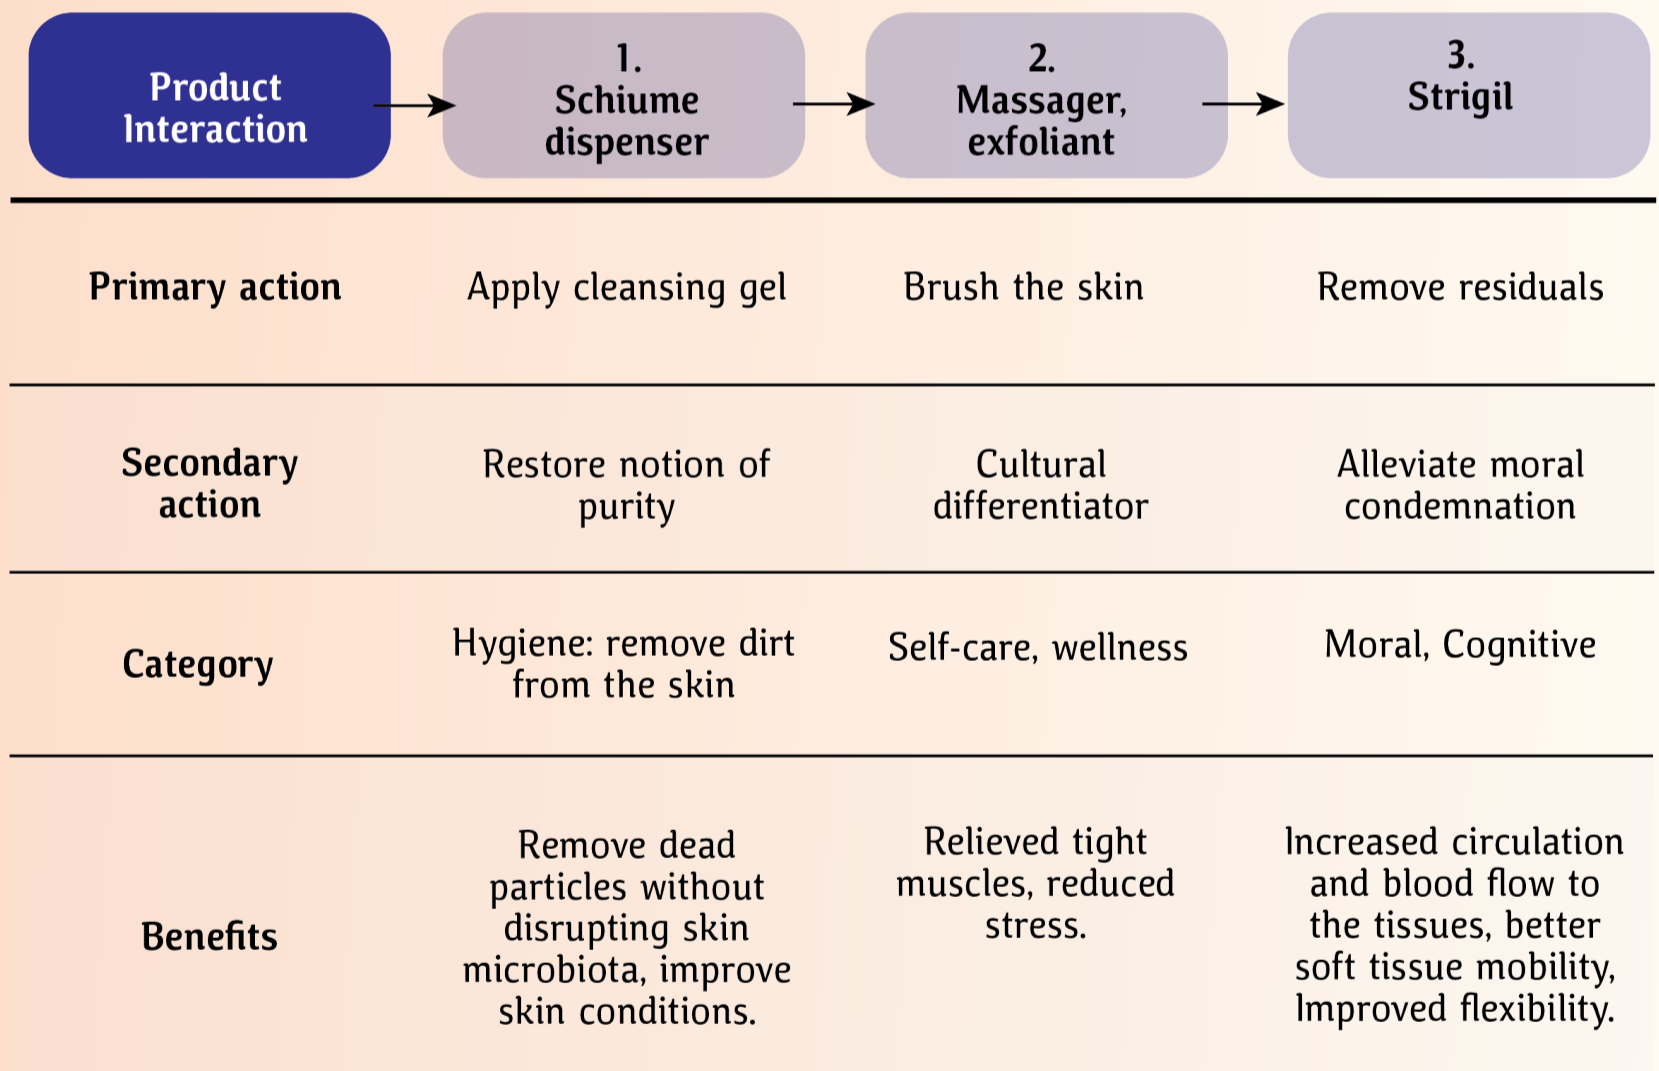 Product
Interaction
1.
Schiume
dispenser
2.
Massager,
exfoliant
3.
Strigil
Primary action
Apply cleansing gel
Brush the skin
Remove residuals
Secondary
action
Restore notion of
purity
Cultural
differentiator
Alleviate moral
condemnation
Category
Hygiene: remove dirt
from the skin
Self-care, wellness
Moral, Cognitive
Benefits
Remove dead
particles without
disrupting skin
microbiota, improve
skin conditions.
Relieved tight
muscles, reduced
stress.
Increased circulation
and blood flow to
the tissues, better
soft tissue mobility,
Improved flexibility.